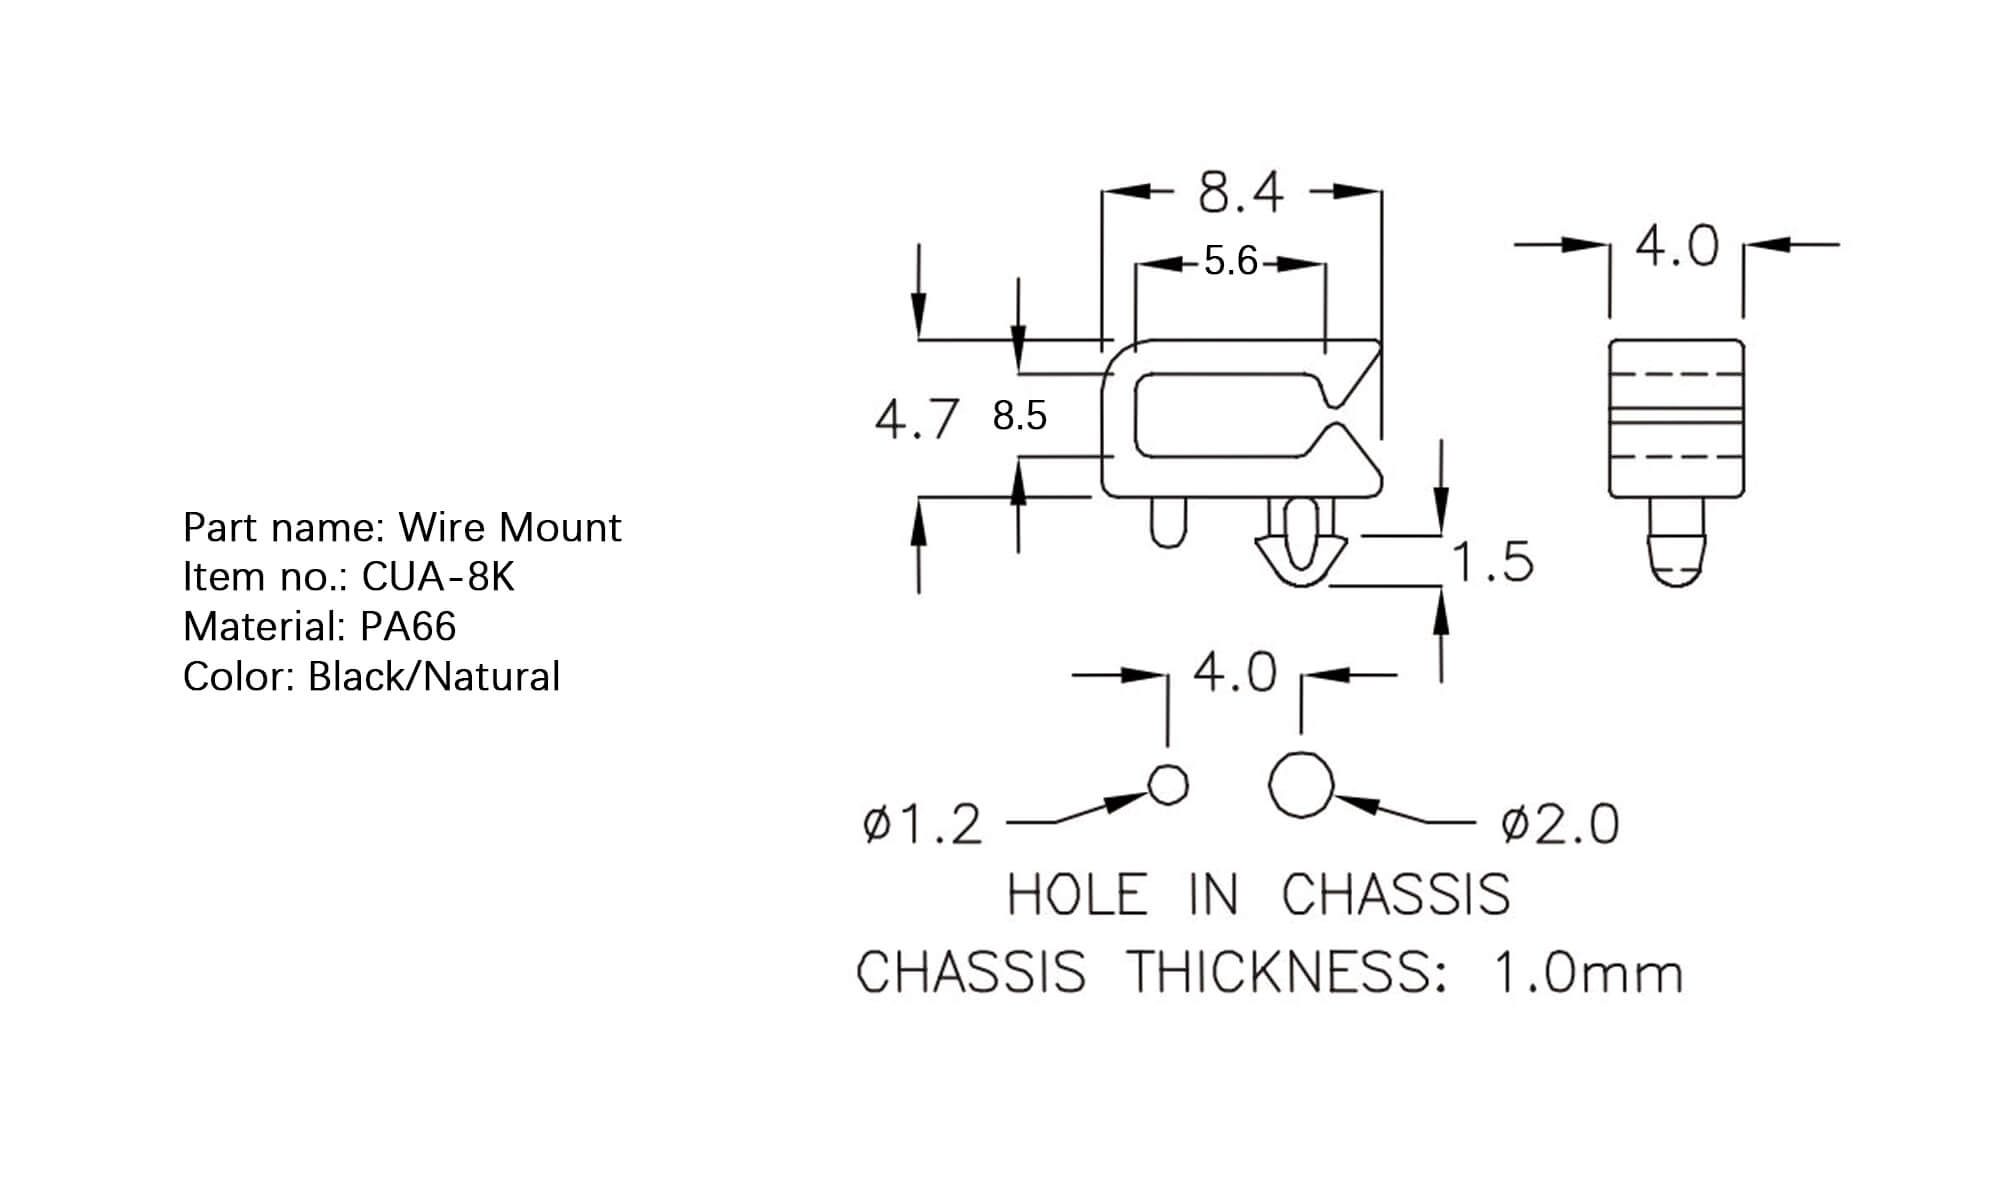 Part name: Wire Mount
Item no.: CUA-8K
Material: PA66
Color: Black/Natural
8.4
5.6
4.0
4.7
8.5
1.5
4.0
ø1.2
ø2.0
HOLE IN CHASSIS
CHASSIS THICKNESS: 1.0mm